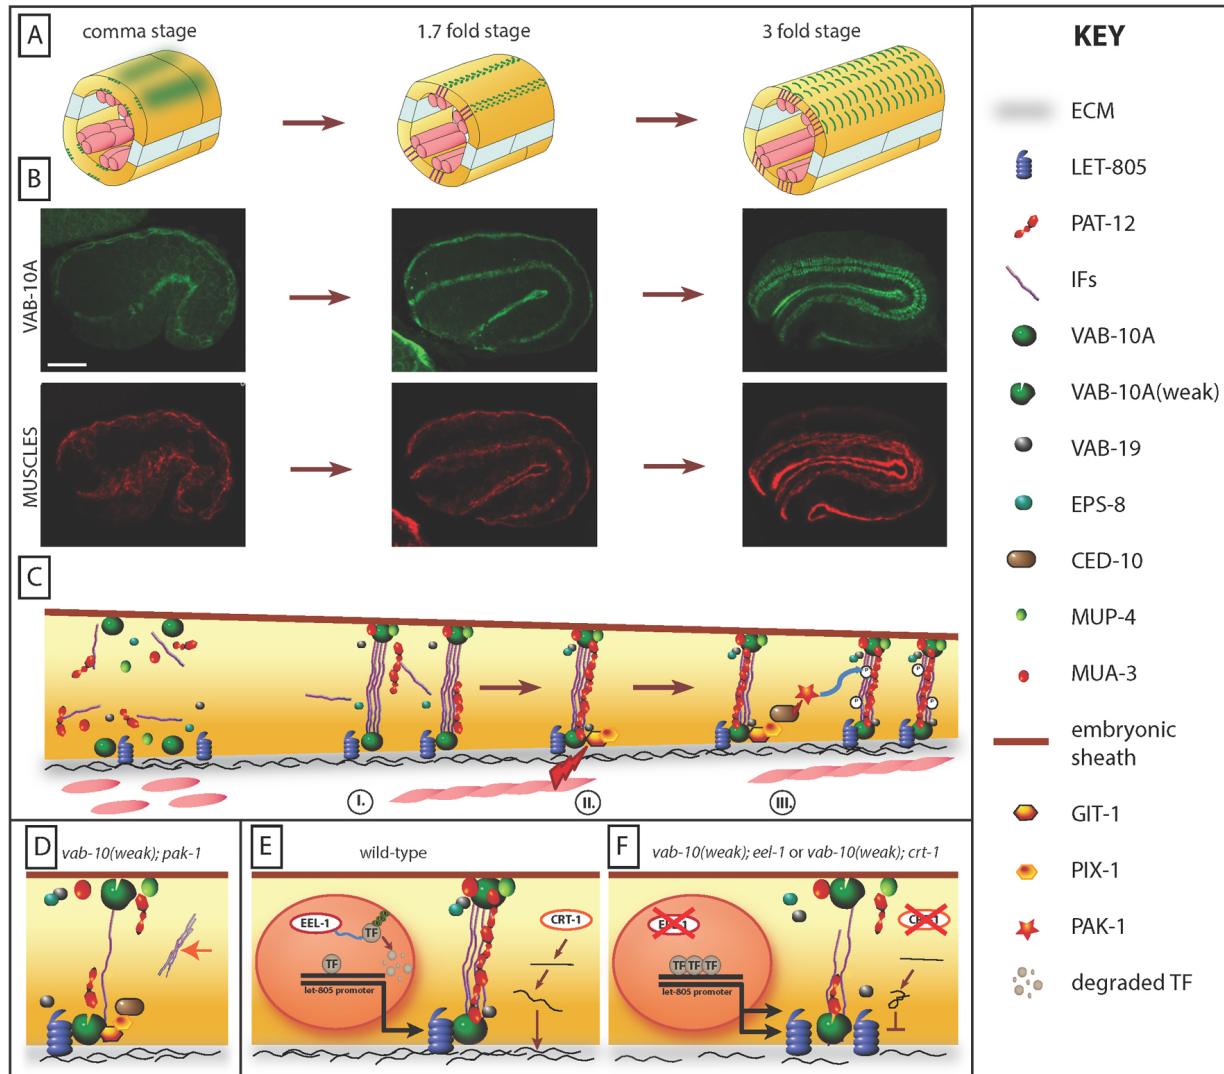 A
comma stage
1.7 fold stage
3 fold stage
B
VAB-10A
MUSCLES
C
P
P
P
P
I.
II.
III.
D
vab-10(weak); pak-1
E
wild-type
EEL-1
TF
TF
let-805 promoter
CRT-1
F
vab-10(weak); eel-1 or vab-10(weak); crt-1
EEL-1
TF TF TF
let-805 promoter
CRT-1
KEY
ECM
LET-805
PAT-12
IFs
VAB-10A
VAB-10A(weak)
VAB-19
EPS-8
CED-10
MUP-4
MUA-3
embryonic
sheath
GIT-1
PIX-1
PAK-1
degraded TF